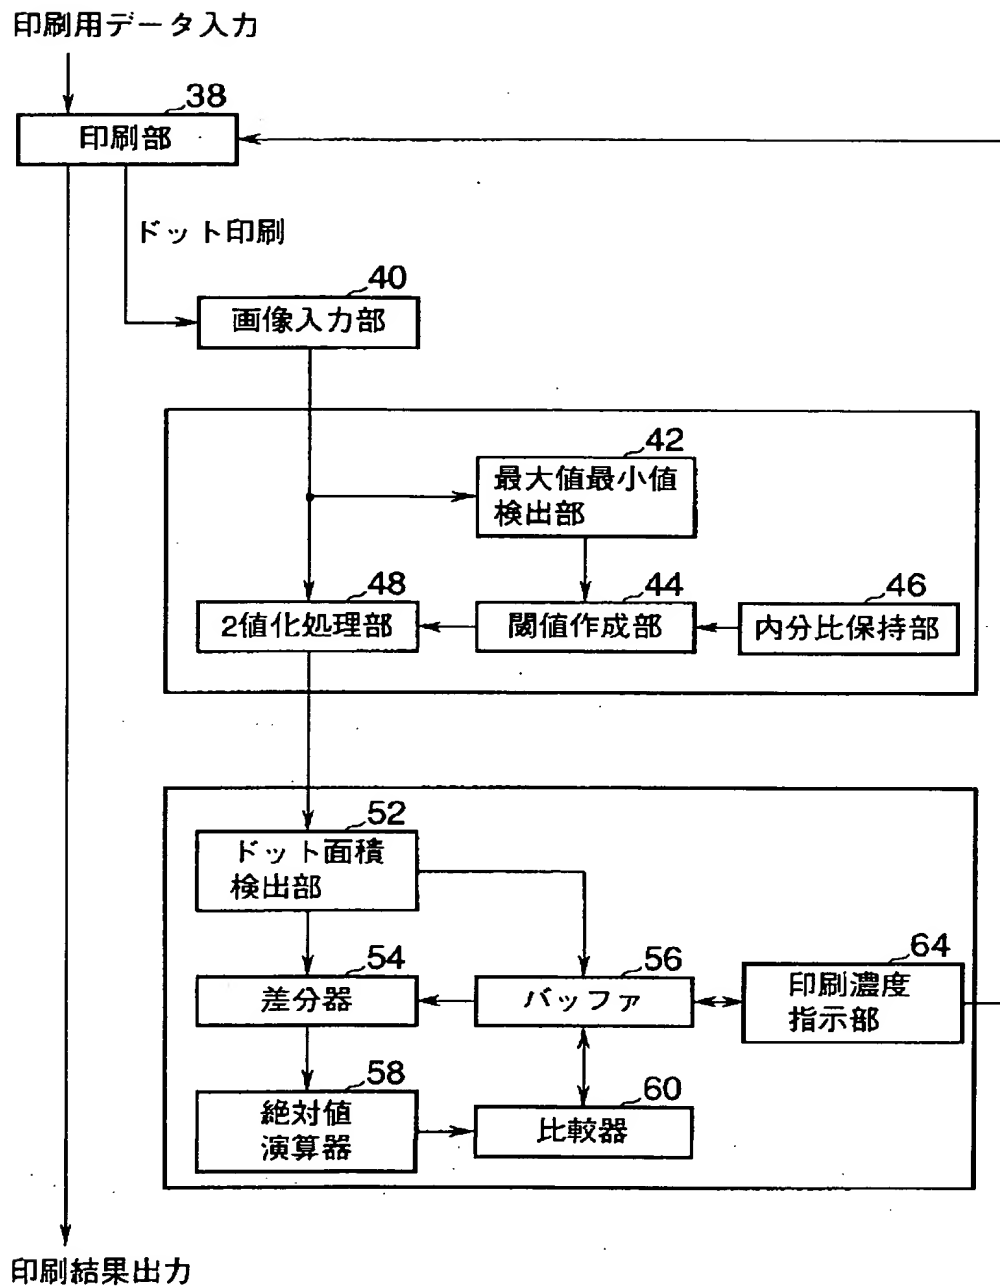 印刷用データ入力
38
印刷部
ドット印刷
40
画像入力部
42
最大値最小値
検出部
48
2値化処理部
44
閾値作成部
46
内分比保持部
52
ドット面積
検出部
54
差分器
56
バッファ
64
印刷濃度
指示部
58
絶対値
演算器
60
比較器
印刷結果出力